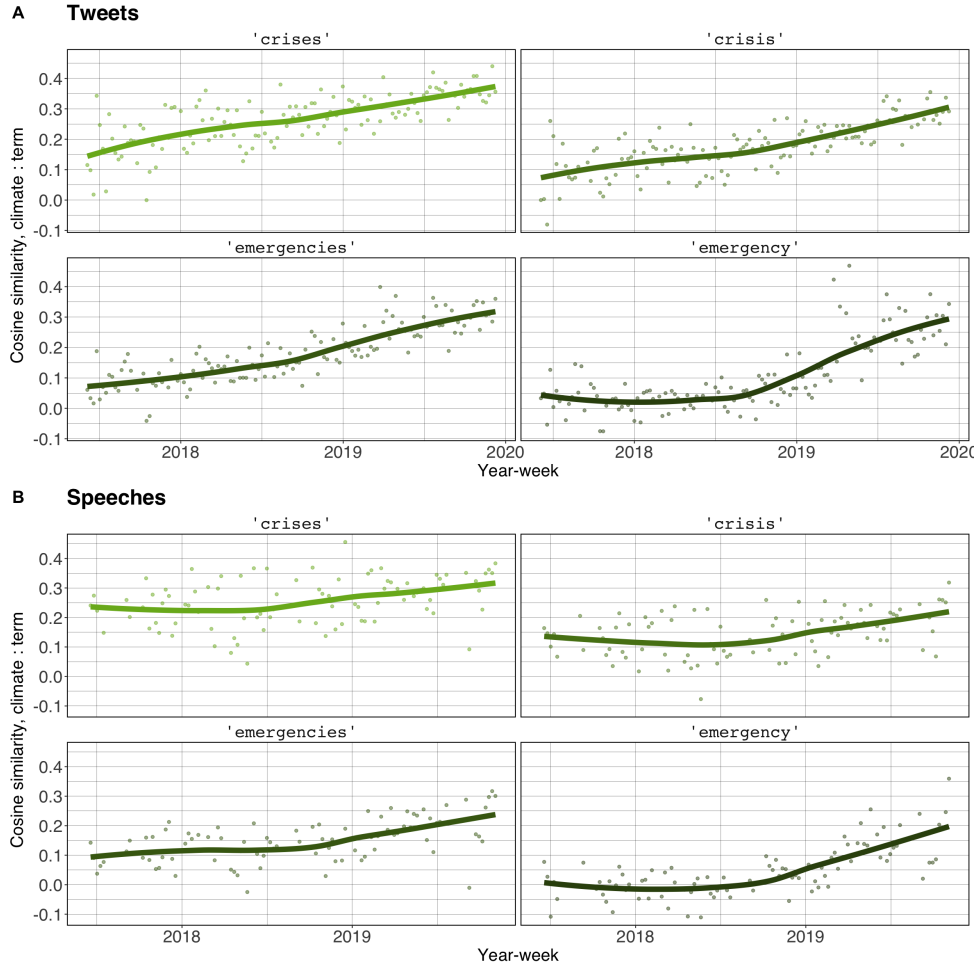 A Tweets
'crises' 'crisis'
0.4
0.3
0.2
0.1
0.0
-0.1
'emergencies' 'emergency'
0.4
0.3
0.2
0.1
0.0
-0.1
Cosine similarity, climate : term
2018 2019 2020 2018 2019 2020
Year-week
B Speeches
'crises' 'crisis'
0.4
0.3
0.2
0.1
0.0
-0.1
'emergencies' 'emergency'
0.4
0.3
0.2
0.1
0.0
-0.1
Cosine similarity, climate : term
2018 2019 2018 2019
Year-week